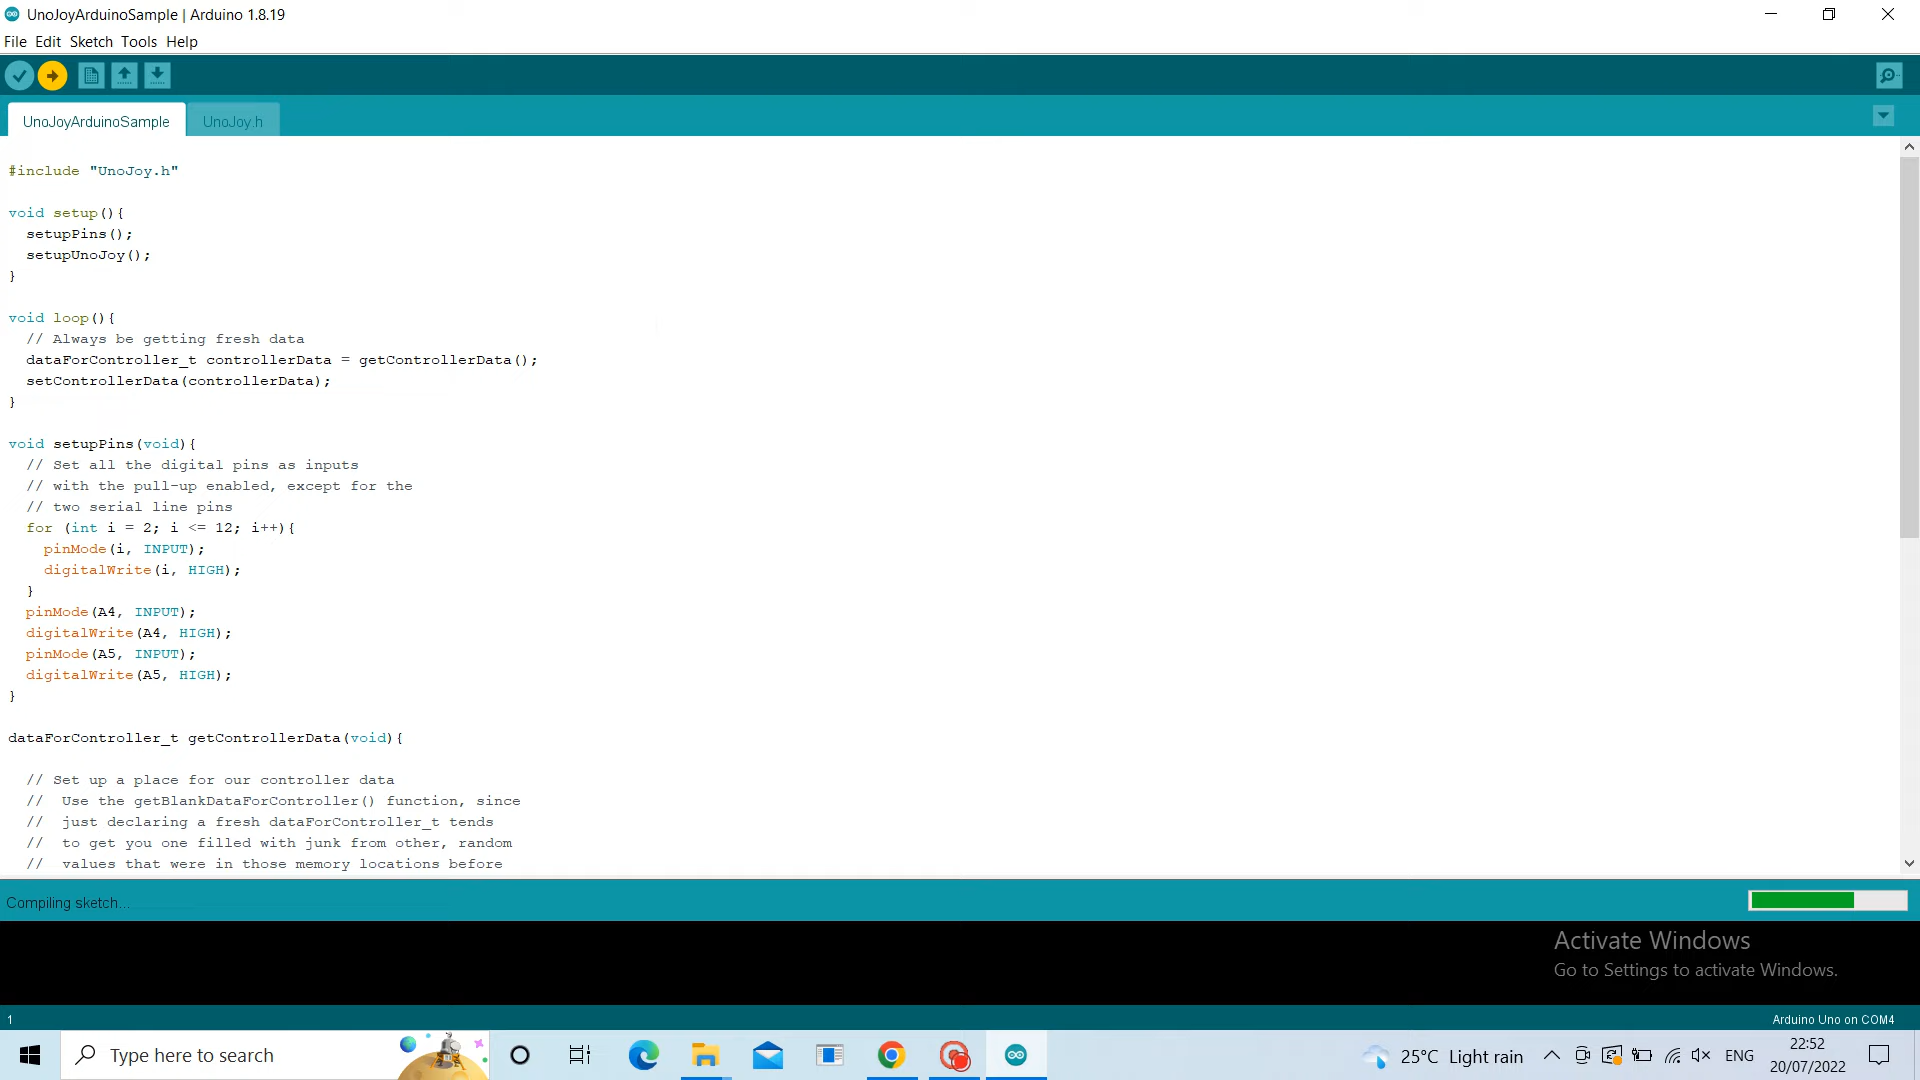 UnoJoyArduinoSample | Arduino 1.8.19
File Edit Sketch Tools Help
UnoJoyArduinoSample UnoJoy.h
#include "UnoJoy.h"
void setup(){
setupPins();
setupUnoJoy();
}
void loop(){
// Always be getting fresh data
dataForController_t controllerData = getControllerData();
setControllerData(controllerData);
}
void setupPins(void){
// Set all the digital pins as inputs
// with the pull-up enabled, except for the
// two serial line pins
for (int i = 2; i <= 12; i++){
pinMode(i, INPUT);
digitalWrite(i, HIGH);
}
pinMode(A4, INPUT);
digitalWrite(A4, HIGH);
pinMode(A5, INPUT);
digitalWrite(A5, HIGH);
}
dataForController_t getControllerData(void){
// Set up a place for our controller data
//  Use the getBlankDataForController() function, since
//  just declaring a fresh dataForController_t tends
//  to get you one filled with junk from other, random
//  values that were in those memory locations before
Compiling sketch...
Activate Windows
Go to Settings to activate Windows.
1 Arduino Uno on COM4
Type here to search
25°C Light rain
ENG
22:52
20/07/2022